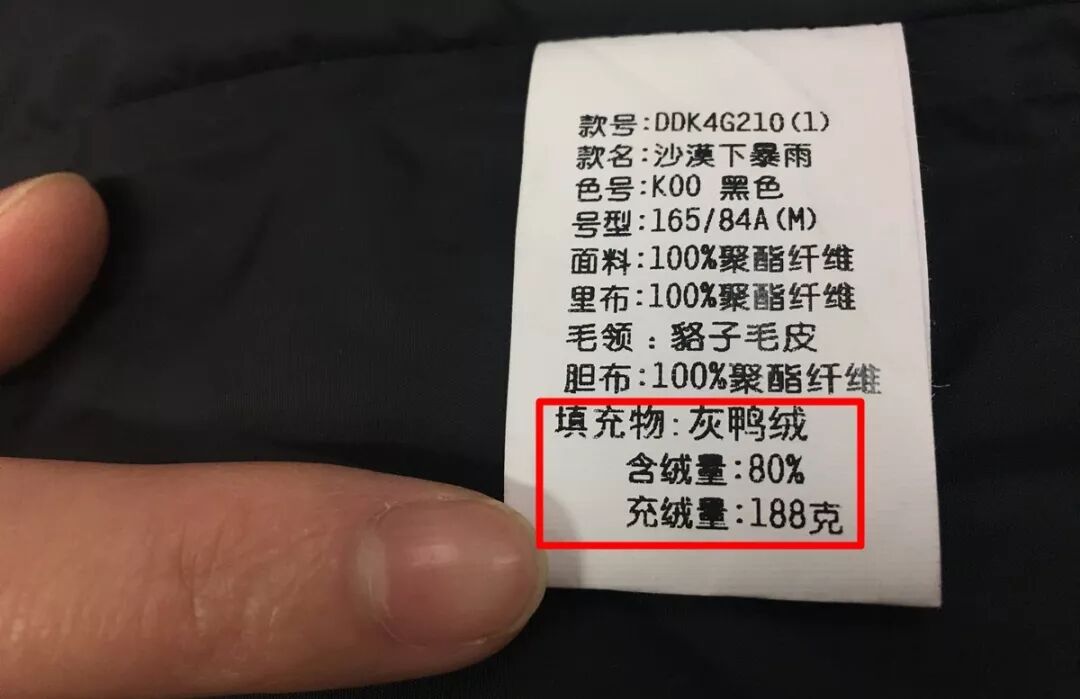 款号:DDK4G210(1)
款名:沙漠下暴雨
色号:K00 黑色
号型:165/84A(M)
面料:100%聚酯纤维
里布:100%聚酯纤维
毛领:貉子毛皮
胆布:100%聚酯纤维
填充物:灰鸭绒
含绒量:80%
充绒量:188克